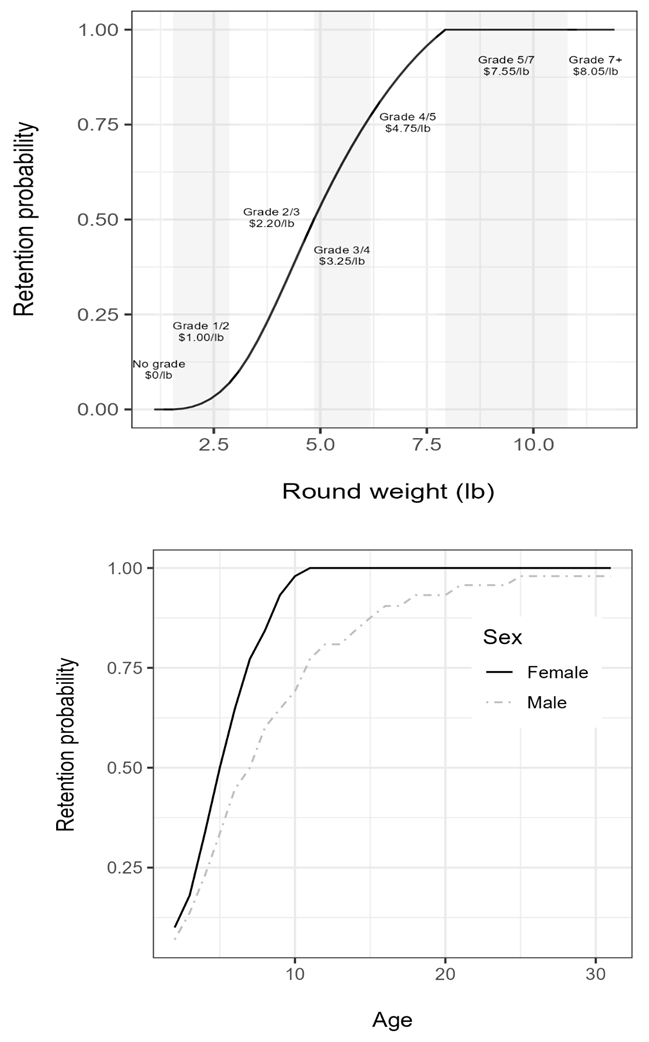 Retention probability
1.00
0.75
0.50
0.25
0.00
Grade 5/7
$7.55/lb
Grade 7+
$8.05/lb
Grade 4/5
$4.75/lb
Grade 2/3
$2.20/lb
Grade 3/4
$3.25/lb
Grade 1/2
$1.00/lb
No grade
$0/lb
2.5 5.0 7.5 10.0
Round weight (lb)
Retention probability
1.00
0.75
0.50
0.25
Sex
Female
Male
10 20 30
Age